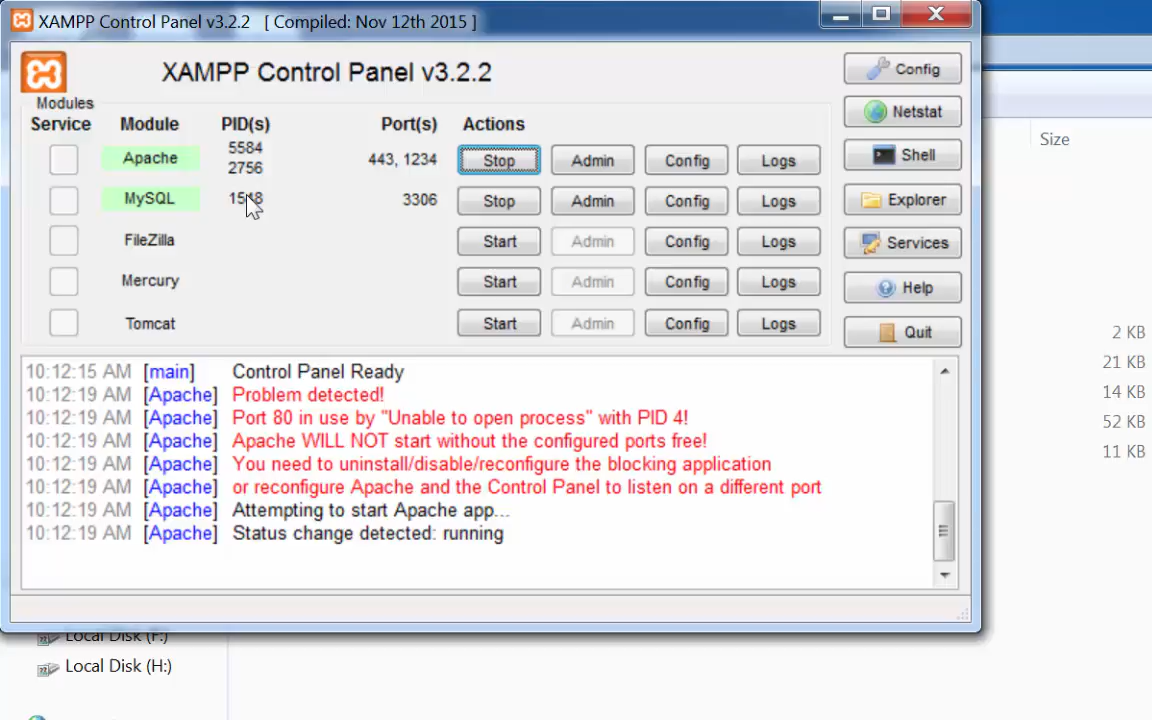 XAMPP Control Panel v3.2.2 [ Compiled: Nov 12th 2015 ]
XAMPP Control Panel v3.2.2
Config
Modules
Service Module PID(s) Port(s) Actions
Netstat
Size
Apache 5584 2756 443, 1234 Stop Admin Config Logs
Shell
MySQL 3306 Stop Admin Config Logs
Explorer
FileZilla Start Admin Config Logs
Services
Mercury Start Admin Config Logs
Help
Tomcat Start Admin Config Logs
Quit
2 KB
21 KB
14 KB
52 KB
11 KB
10:12:15 AM [main] Control Panel Ready
10:12:19 AM [Apache] Problem detected!
10:12:19 AM [Apache] Port 80 in use by "Unable to open process" with PID 4!
10:12:19 AM [Apache] Apache WILL NOT start without the configured ports free!
10:12:19 AM [Apache] You need to uninstall/disable/reconfigure the blocking application
10:12:19 AM [Apache] or reconfigure Apache and the Control Panel to listen on a different port
10:12:19 AM [Apache] Attempting to start Apache app...
10:12:19 AM [Apache] Status change detected: running
Local Disk (F:)
Local Disk (H:)